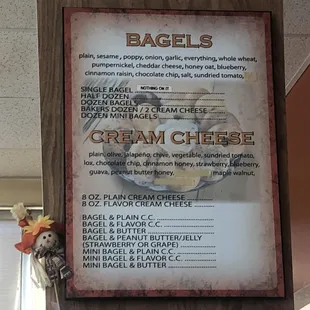 BAGELS
plain, sesame, poppy, onion, garlic, everything, whole wheat,
pumpernickel, cheddar cheese, honey oat, blueberry,
cinnamon raisin, chocolate chip, salt, sundried tomato,
SINGLE BAGEL NOTHING ON IT
HALF DOZEN
DOZEN BAGELS
BAKERS DOZEN / 2 CREAM CHEESE
DOZEN MINI BAGELS
CREAM CHEESE
plain, olive, jalapeño, chive, vegetable, sundried tomato,
lox, chocolate chip, cinnamon honey, strawberry, blueberry,
guava, peanut butter honey, maple walnut,
8 OZ. PLAIN CREAM CHEESE
8 OZ. FLAVOR CREAM CHEESE
BAGEL & PLAIN C.C.
BAGEL & FLAVOR C.C.
BAGEL & BUTTER
BAGEL & PEANUT BUTTER/JELLY
(STRAWBERRY OR GRAPE)
MINI BAGEL & PLAIN C.C.
MINI BAGEL & FLAVOR C.C.
MINI BAGEL & BUTTER